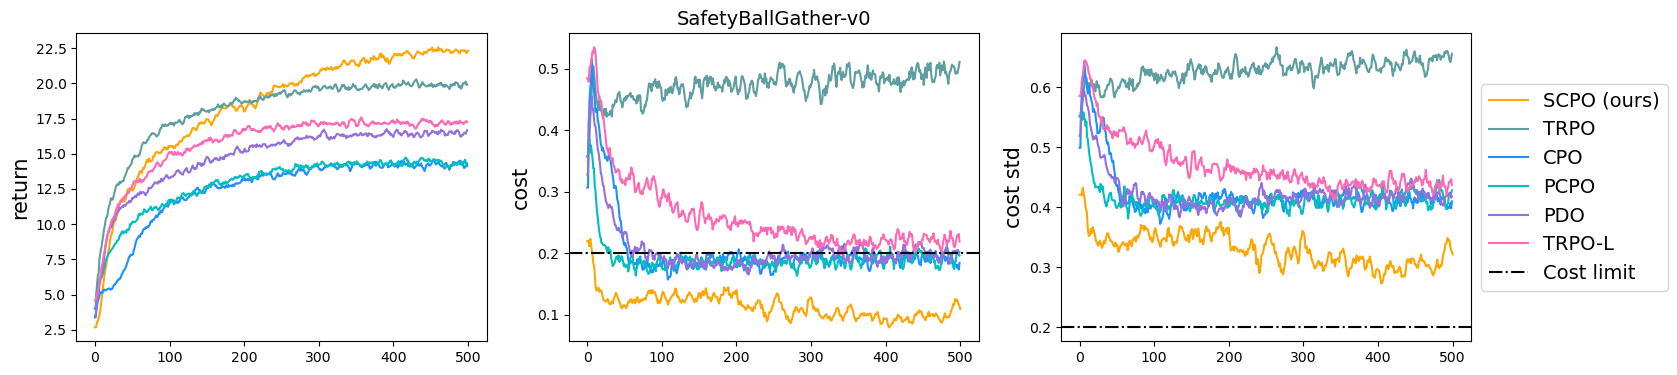 SafetyBallGather-v0
return
22.5
20.0
17.5
15.0
12.5
10.0
7.5
5.0
2.5
0 100 200 300 400 500
cost
0.5
0.4
0.3
0.2
0.1
0 100 200 300 400 500
cost std
0.6
0.5
0.4
0.3
0.2
0 100 200 300 400 500
SCPO (ours)
TRPO
CPO
PCPO
PDO
TRPO-L
Cost limit